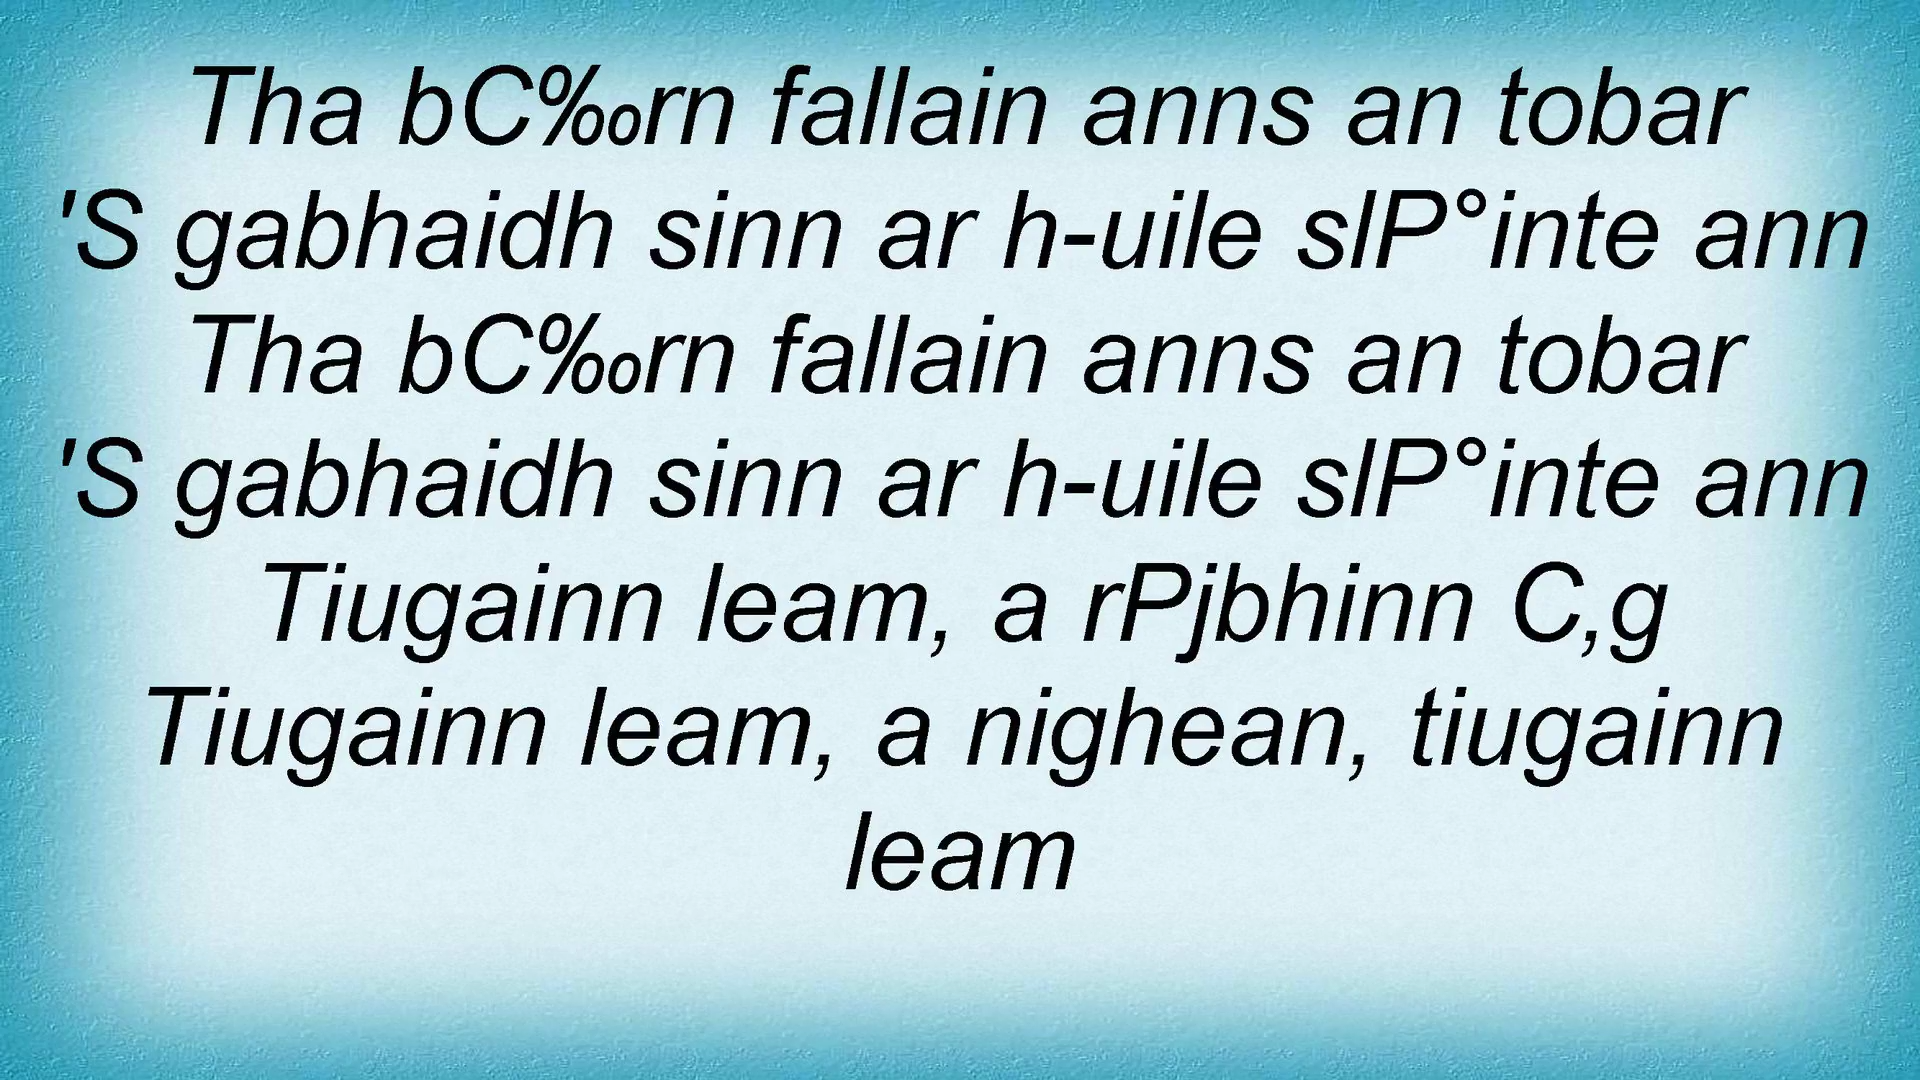 Tha bC‰rn fallain anns an tobar
'S gabhaidh sinn ar h-uile slP°inte ann
Tha bC‰rn fallain anns an tobar
'S gabhaidh sinn ar h-uile slP°inte ann
Tiugainn leam, a rPjbhinn C,g
Tiugainn leam, a nighean, tiugainn
leam